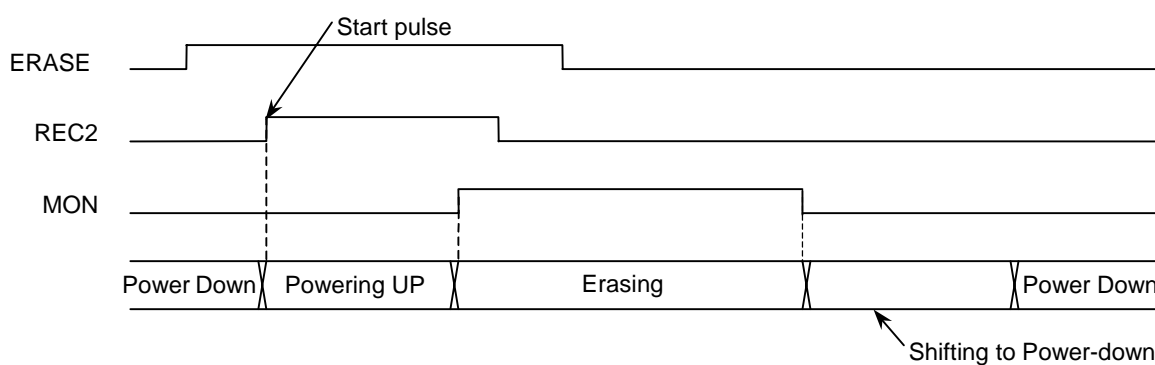 Start pulse
ERASE
REC2
MON
Power Down
Powering UP
Erasing
Power Down
Shifting to Power-down